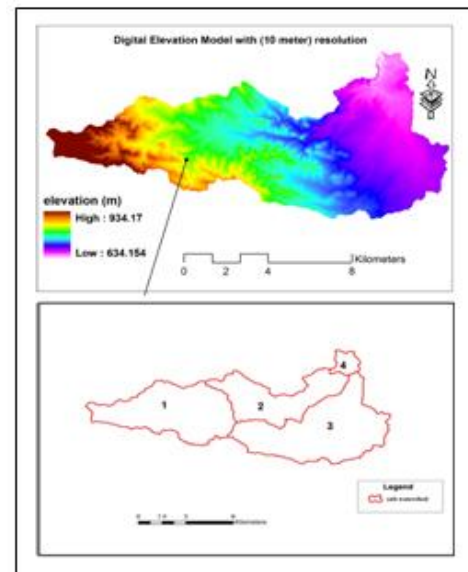 Digital Elevation Model with (10 meter) resolution
N
elevation (m)
High : 934.17
Low : 634.154
Kilometers
0 2 4 8
4
1
2
3
Legend
Kilometers